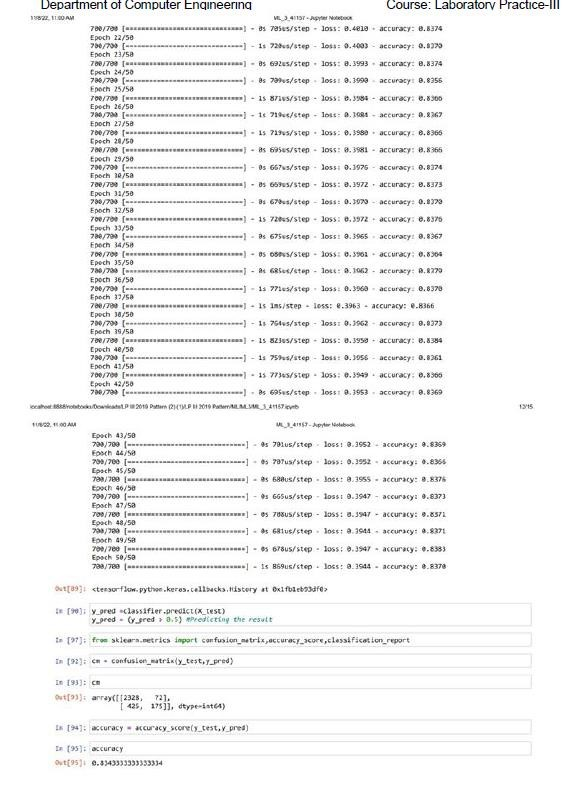 Department of Computer Engineering Course: Laboratory Practice-III
11/8/22, 11:00 AM ML_3_41157 - Jupyter Notebook
700/700 [==============================] - 0s 705us/step - loss: 0.4010 - accuracy: 0.8374
Epoch 22/50
700/700 [==============================] - 1s 720us/step - loss: 0.4003 - accuracy: 0.8370
Epoch 23/50
700/700 [==============================] - 0s 692us/step - loss: 0.3993 - accuracy: 0.8374
Epoch 24/50
700/700 [==============================] - 0s 709us/step - loss: 0.3990 - accuracy: 0.8356
Epoch 25/50
700/700 [==============================] - 1s 871us/step - loss: 0.3984 - accuracy: 0.8366
Epoch 26/50
700/700 [==============================] - 1s 719us/step - loss: 0.3984 - accuracy: 0.8367
Epoch 27/50
700/700 [==============================] - 1s 719us/step - loss: 0.3980 - accuracy: 0.8366
Epoch 28/50
700/700 [==============================] - 0s 695us/step - loss: 0.3981 - accuracy: 0.8366
Epoch 29/50
700/700 [==============================] - 0s 667us/step - loss: 0.3976 - accuracy: 0.8374
Epoch 30/50
700/700 [==============================] - 0s 669us/step - loss: 0.3972 - accuracy: 0.8373
Epoch 31/50
700/700 [==============================] - 0s 670us/step - loss: 0.3970 - accuracy: 0.8370
Epoch 32/50
700/700 [==============================] - 1s 720us/step - loss: 0.3972 - accuracy: 0.8376
Epoch 33/50
700/700 [==============================] - 0s 675us/step - loss: 0.3965 - accuracy: 0.8367
Epoch 34/50
700/700 [==============================] - 0s 680us/step - loss: 0.3961 - accuracy: 0.8364
Epoch 35/50
700/700 [==============================] - 0s 685us/step - loss: 0.3962 - accuracy: 0.8379
Epoch 36/50
700/700 [==============================] - 1s 771us/step - loss: 0.3960 - accuracy: 0.8370
Epoch 37/50
700/700 [==============================] - 1s 1ms/step - loss: 0.3963 - accuracy: 0.8366
Epoch 38/50
700/700 [==============================] - 1s 764us/step - loss: 0.3962 - accuracy: 0.8373
Epoch 39/50
700/700 [==============================] - 1s 823us/step - loss: 0.3950 - accuracy: 0.8384
Epoch 40/50
700/700 [==============================] - 1s 759us/step - loss: 0.3956 - accuracy: 0.8361
Epoch 41/50
700/700 [==============================] - 1s 773us/step - loss: 0.3949 - accuracy: 0.8366
Epoch 42/50
700/700 [==============================] - 0s 695us/step - loss: 0.3953 - accuracy: 0.8369
localhost:8888/notebooks/Downloads/LP III 2019 Pattern (2) (1)/LP III 2019 Pattern/ML/ML3/ML_3_41157.ipynb 12/15
11/8/22, 11:00 AM ML_3_41157 - Jupyter Notebook
Epoch 43/50
700/700 [==============================] - 0s 701us/step - loss: 0.3952 - accuracy: 0.8369
Epoch 44/50
700/700 [==============================] - 0s 707us/step - loss: 0.3952 - accuracy: 0.8366
Epoch 45/50
700/700 [==============================] - 0s 680us/step - loss: 0.3955 - accuracy: 0.8376
Epoch 46/50
700/700 [==============================] - 0s 665us/step - loss: 0.3947 - accuracy: 0.8373
Epoch 47/50
700/700 [==============================] - 0s 708us/step - loss: 0.3947 - accuracy: 0.8371
Epoch 48/50
700/700 [==============================] - 0s 681us/step - loss: 0.3944 - accuracy: 0.8371
Epoch 49/50
700/700 [==============================] - 0s 678us/step - loss: 0.3947 - accuracy: 0.8383
Epoch 50/50
700/700 [==============================] - 1s 869us/step - loss: 0.3944 - accuracy: 0.8370
Out[89]: <tensorflow.python.keras.callbacks.History at 0x1fb1eb93df0>
In [90]: y_pred =classifier.predict(X_test)
y_pred = (y_pred > 0.5) #Predicting the result
In [97]: from sklearn.metrics import confusion_matrix,accuracy_score,classification_report
In [92]: cm = confusion_matrix(y_test,y_pred)
In [93]: cm
Out[93]: array([[2328, 72],
[ 425, 175]], dtype=int64)
In [94]: accuracy = accuracy_score(y_test,y_pred)
In [95]: accuracy
Out[95]: 0.8343333333333334